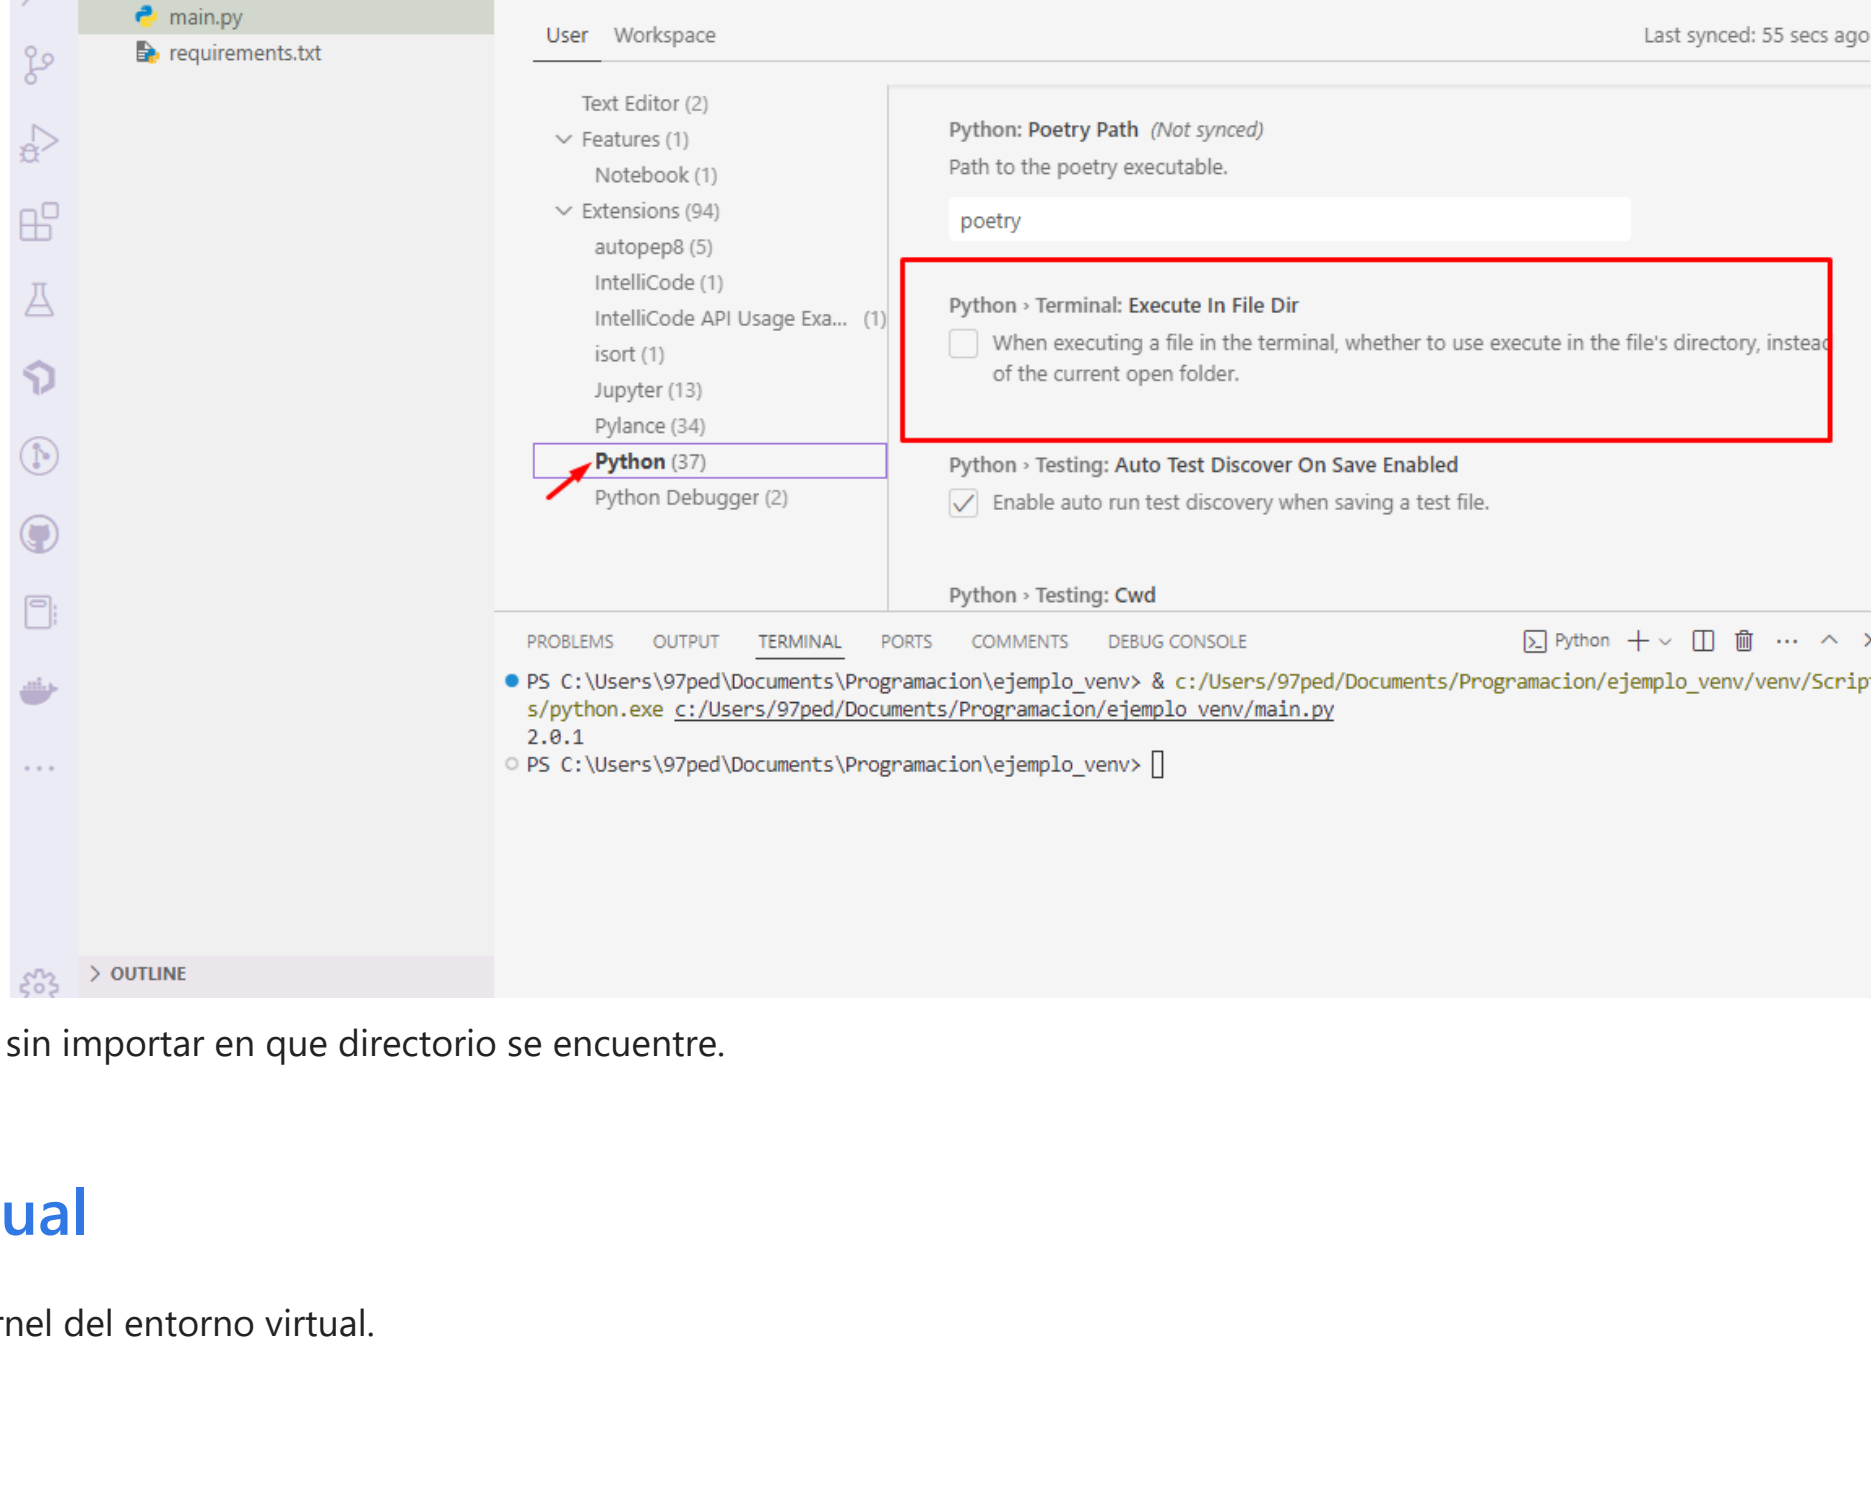 main.py
requirements.txt
User Workspace
Last synced: 55 secs ago
Text Editor (2)
Features (1)
Notebook (1)
Extensions (94)
autopep8 (5)
IntelliCode (1)
IntelliCode API Usage Exa... (1)
isort (1)
Jupyter (13)
Pylance (34)
Python (37)
Python Debugger (2)
Python: Poetry Path (Not synced)
Path to the poetry executable.
poetry
Python › Terminal: Execute In File Dir
When executing a file in the terminal, whether to use execute in the file's directory, instead
of the current open folder.
Python › Testing: Auto Test Discover On Save Enabled
Enable auto run test discovery when saving a test file.
Python › Testing: Cwd
PROBLEMS OUTPUT TERMINAL PORTS COMMENTS DEBUG CONSOLE
Python
PS C:\Users\97ped\Documents\Programacion\ejemplo_venv> & c:/Users/97ped/Documents/Programacion/ejemplo_venv/venv/Scrip
s/python.exe c:/Users/97ped/Documents/Programacion/ejemplo_venv/main.py
2.0.1
PS C:\Users\97ped\Documents\Programacion\ejemplo_venv>
OUTLINE
sin importar en que directorio se encuentre.
ual
rnel del entorno virtual.